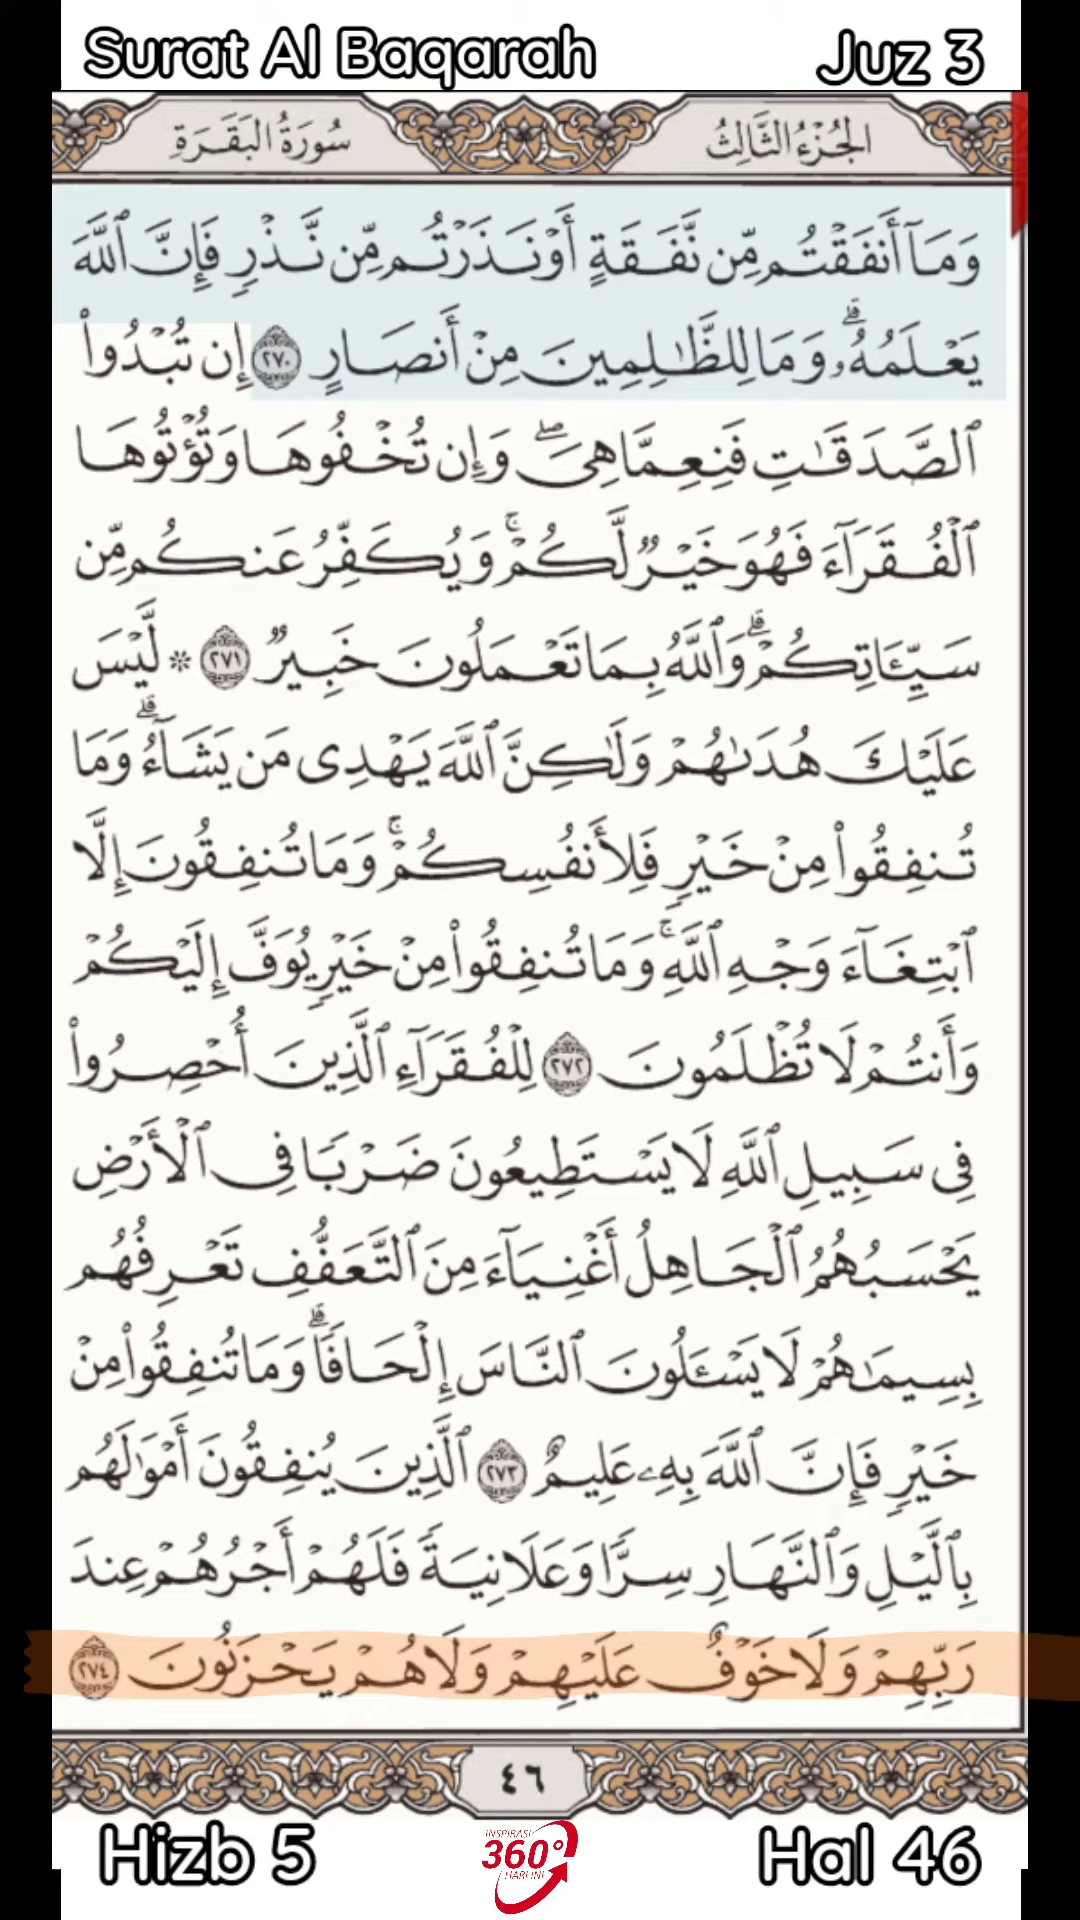 Surat Al Baqarah
Juz 3
سُورَةُ البَقَرَة
الجُزْءُ الثَّالِثُ
وَمَآ أَنفَقۡتُم مِّن نَّفَقَةٍ أَوۡ نَذَرۡتُم مِّن نَّذۡرٖ فَإِنَّ ٱللَّهَ
يَعۡلَمُهُۥۗ وَمَا لِلظَّٰلِمِينَ مِنۡ أَنصَارٍ ٢٧٠ إِن تُبۡدُواْ
ٱلصَّدَقَٰتِ فَنِعِمَّا هِيَۖ وَإِن تُخۡفُوهَا وَتُؤۡتُوهَا
ٱلۡفُقَرَآءَ فَهُوَ خَيۡرٞ لَّكُمۡۚ وَيُكَفِّرُ عَنكُم مِّن
سَيِّـَٔاتِكُمۡۗ وَٱللَّهُ بِمَا تَعۡمَلُونَ خَبِيرٞ ٢٧١ * لَّيۡسَ
عَلَيۡكَ هُدَىٰهُمۡ وَلَٰكِنَّ ٱللَّهَ يَهۡدِي مَن يَشَآءُۗ وَمَا
تُنفِقُواْ مِنۡ خَيۡرٖ فَلِأَنفُسِكُمۡۚ وَمَا تُنفِقُونَ إِلَّا
ٱبۡتِغَآءَ وَجۡهِ ٱللَّهِۚ وَمَا تُنفِقُواْ مِنۡ خَيۡرٖ يُوَفَّ إِلَيۡكُمۡ
وَأَنتُمۡ لَا تُظۡلَمُونَ ٢٧٢ لِلۡفُقَرَآءِ ٱلَّذِينَ أُحۡصِرُواْ
فِي سَبِيلِ ٱللَّهِ لَا يَسۡتَطِيعُونَ ضَرۡبٗا فِي ٱلۡأَرۡضِ
يَحۡسَبُهُمُ ٱلۡجَاهِلُ أَغۡنِيَآءَ مِنَ ٱلتَّعَفُّفِ تَعۡرِفُهُم
بِسِيمَٰهُمۡ لَا يَسۡـَٔلُونَ ٱلنَّاسَ إِلۡحَافٗاۗ وَمَا تُنفِقُواْ مِنۡ
خَيۡرٖ فَإِنَّ ٱللَّهَ بِهِۦ عَلِيمٌ ٢٧٣ ٱلَّذِينَ يُنفِقُونَ أَمۡوَٰلَهُم
بِٱلَّيۡلِ وَٱلنَّهَارِ سِرّٗا وَعَلَانِيَةٗ فَلَهُمۡ أَجۡرُهُمۡ عِندَ
رَبِّهِمۡ وَلَا خَوۡفٌ عَلَيۡهِمۡ وَلَا هُمۡ يَحۡزَنُونَ ٢٧٤
٤٦
Hizb 5
INSPIRASI
360°
HARI INI
Hal 46